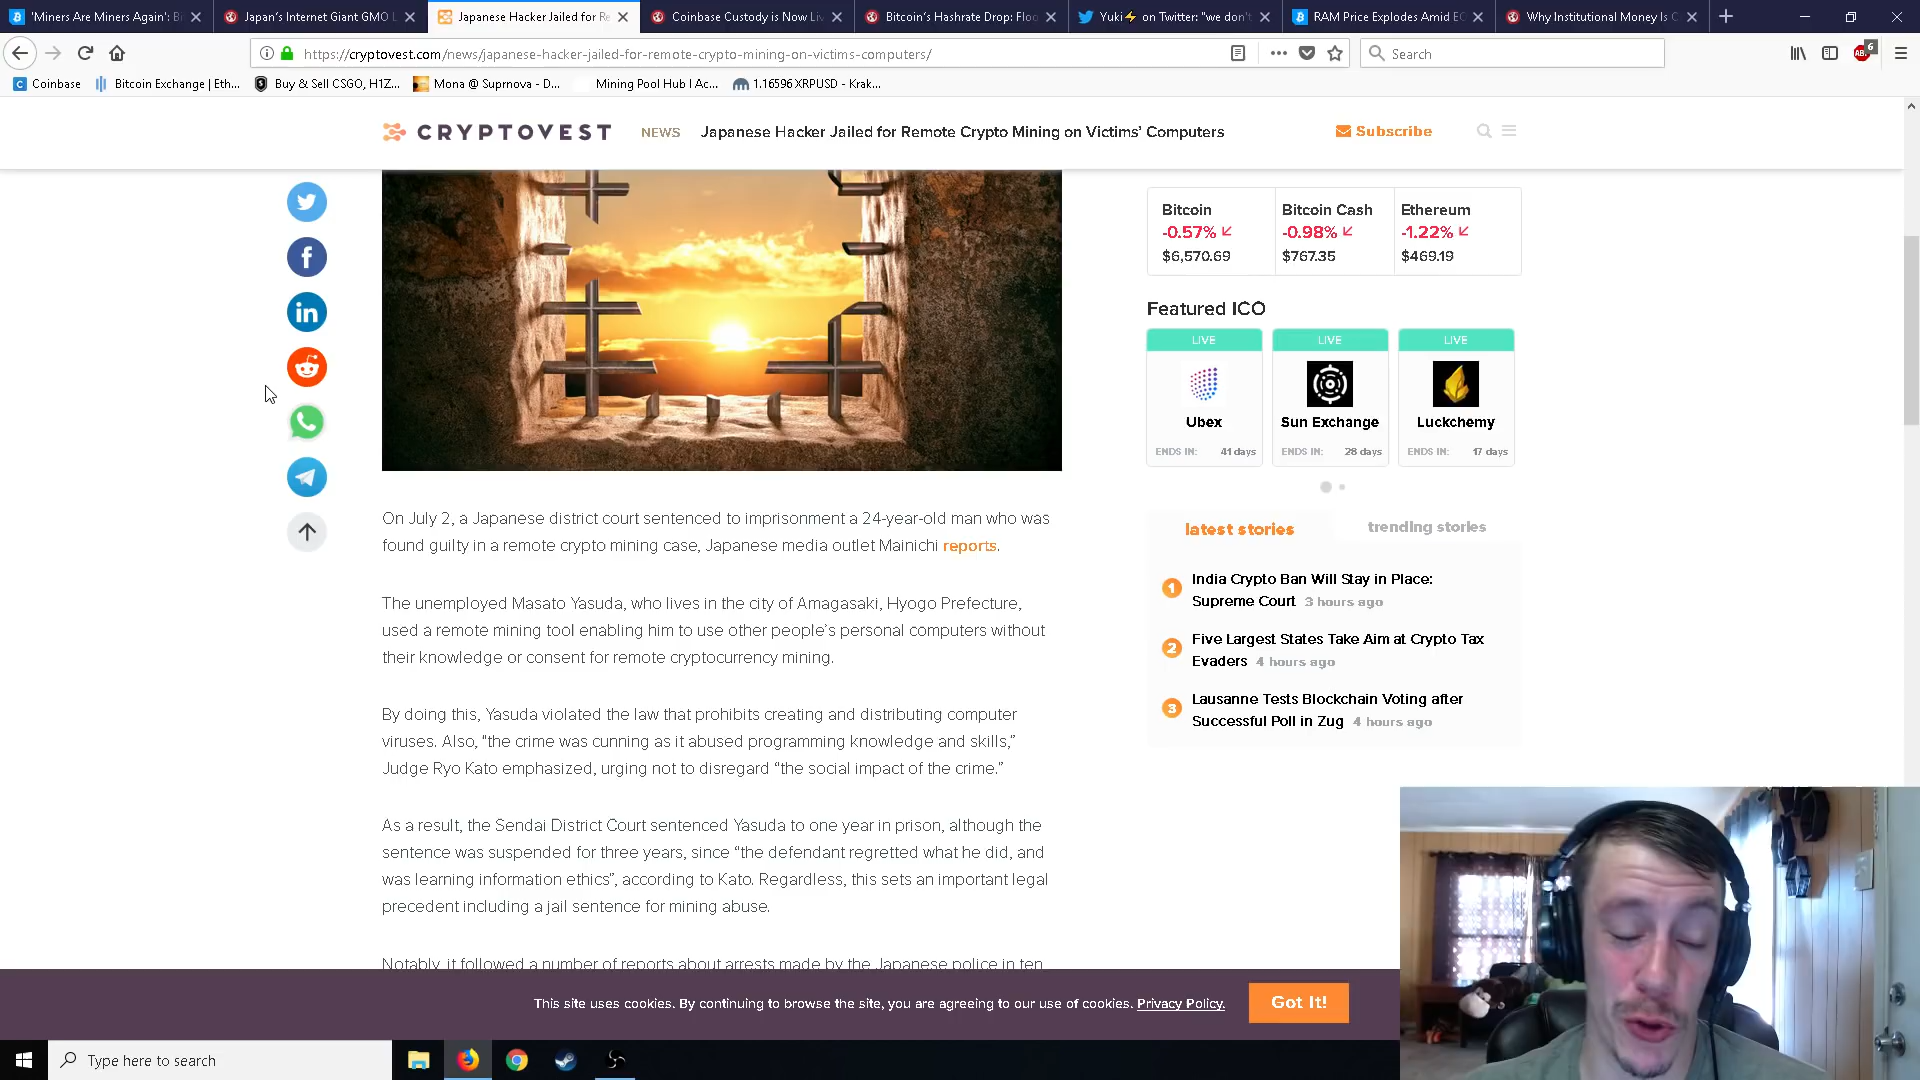 'Miners Are Miners Again': B
Japan's Internet Giant GMO L
Japanese Hacker Jailed for Re
Coinbase Custody is Now Liv
Bitcoin's Hashrate Drop: Floo
Yuki⚡ on Twitter: "we don't
RAM Price Explodes Amid EO
Why Institutional Money Is C
https://cryptovest.com/news/japanese-hacker-jailed-for-remote-crypto-mining-on-victims-computers/
Search
6
Coinbase
Bitcoin Exchange | Eth...
Buy & Sell CSGO, H1Z...
Mona @ Suprnova - D...
Mining Pool Hub | Ac...
1.16596 XRPUSD - Krak...
CRYPTOVEST
NEWS
Japanese Hacker Jailed for Remote Crypto Mining on Victims' Computers
Subscribe
Bitcoin
-0.57%
$6,570.69
Bitcoin Cash
-0.98%
$767.35
Ethereum
-1.22%
$469.19
Featured ICO
LIVE
Ubex
ENDS IN: 41 days
LIVE
Sun Exchange
ENDS IN: 28 days
LIVE
Luckchemy
ENDS IN: 17 days
On July 2, a Japanese district court sentenced to imprisonment a 24-year-old man who was
found guilty in a remote crypto mining case, Japanese media outlet Mainichi reports.
The unemployed Masato Yasuda, who lives in the city of Amagasaki, Hyogo Prefecture,
used a remote mining tool enabling him to use other people's personal computers without
their knowledge or consent for remote cryptocurrency mining.
By doing this, Yasuda violated the law that prohibits creating and distributing computer
viruses. Also, "the crime was cunning as it abused programming knowledge and skills,"
Judge Ryo Kato emphasized, urging not to disregard "the social impact of the crime."
As a result, the Sendai District Court sentenced Yasuda to one year in prison, although the
sentence was suspended for three years, since "the defendant regretted what he did, and
was learning information ethics", according to Kato. Regardless, this sets an important legal
precedent including a jail sentence for mining abuse.
Notably, it followed a number of reports about arrests made by the Japanese police in ten
latest stories
trending stories
1
India Crypto Ban Will Stay in Place:
Supreme Court 3 hours ago
2
Five Largest States Take Aim at Crypto Tax
Evaders 4 hours ago
3
Lausanne Tests Blockchain Voting after
Successful Poll in Zug 4 hours ago
This site uses cookies. By continuing to browse the site, you are agreeing to our use of cookies. Privacy Policy.
Got It!
Type here to search